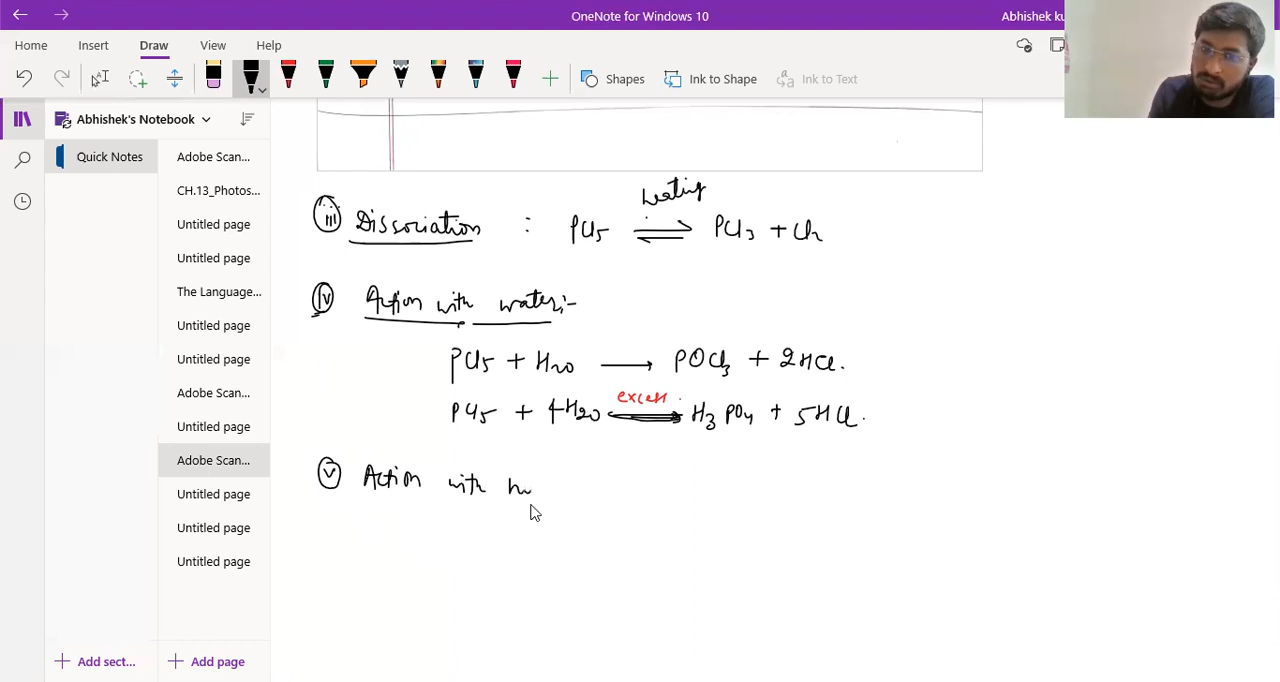 OneNote for Windows 10
Abhishek ku
Home Insert Draw View Help
Shapes Ink to Shape Ink to Text
Abhishek's Notebook
Quick Notes
Adobe Scan...
CH.13_Photos...
Untitled page
Untitled page
The Language...
Untitled page
Untitled page
Adobe Scan...
Untitled page
Adobe Scan...
Untitled page
Untitled page
Untitled page
Add sect...
Add page
heating
iii Dissociation : PCl5 ⇌ PCl3 + Cl2
iv Action with water:-
PCl5 + H2O ⟶ POCl3 + 2HCl.
excess
PCl5 + 4H2O ⟶ H3PO4 + 5HCl.
v Action with